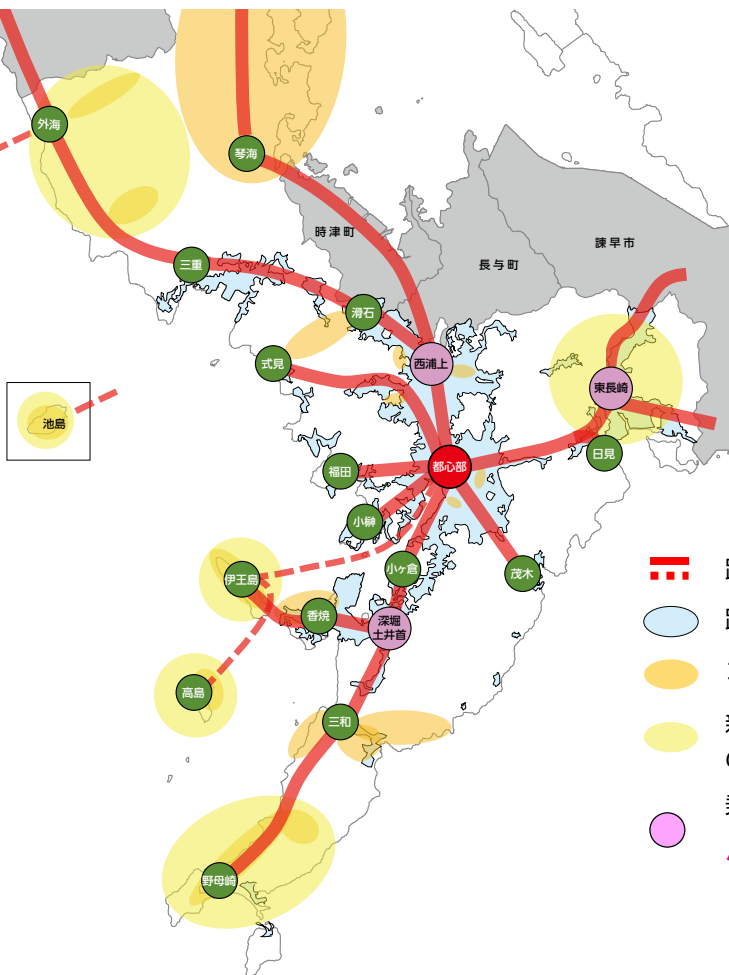 外海
琴海
時津町
諫早市
長与町
三重
滑石
式見
西浦上
東長崎
池島
日見
都心部
福田
小榊
小ヶ倉
茂木
伊王島
香焼
深堀
土井首
高島
三和
野母崎